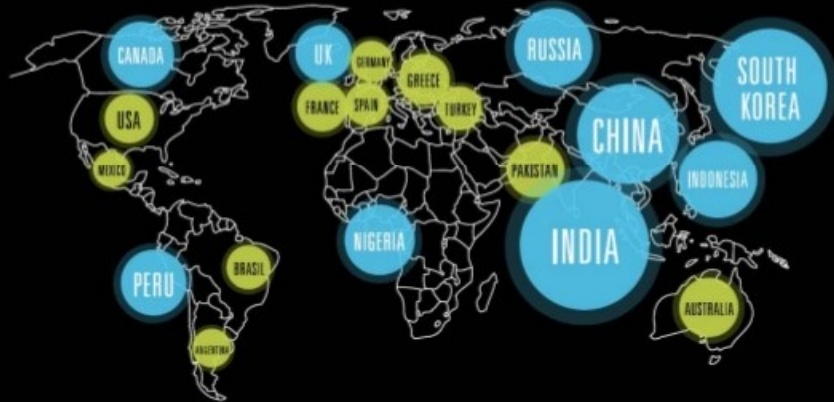 CANADA
UK
GERMANY
RUSSIA
SOUTH
KOREA
GREECE
USA
FRANCE
SPAIN
TURKEY
CHINA
MEXICO
PAKISTAN
INDONESIA
NIGERIA
INDIA
PERU
BRASIL
AUSTRALIA
ARGENTINA